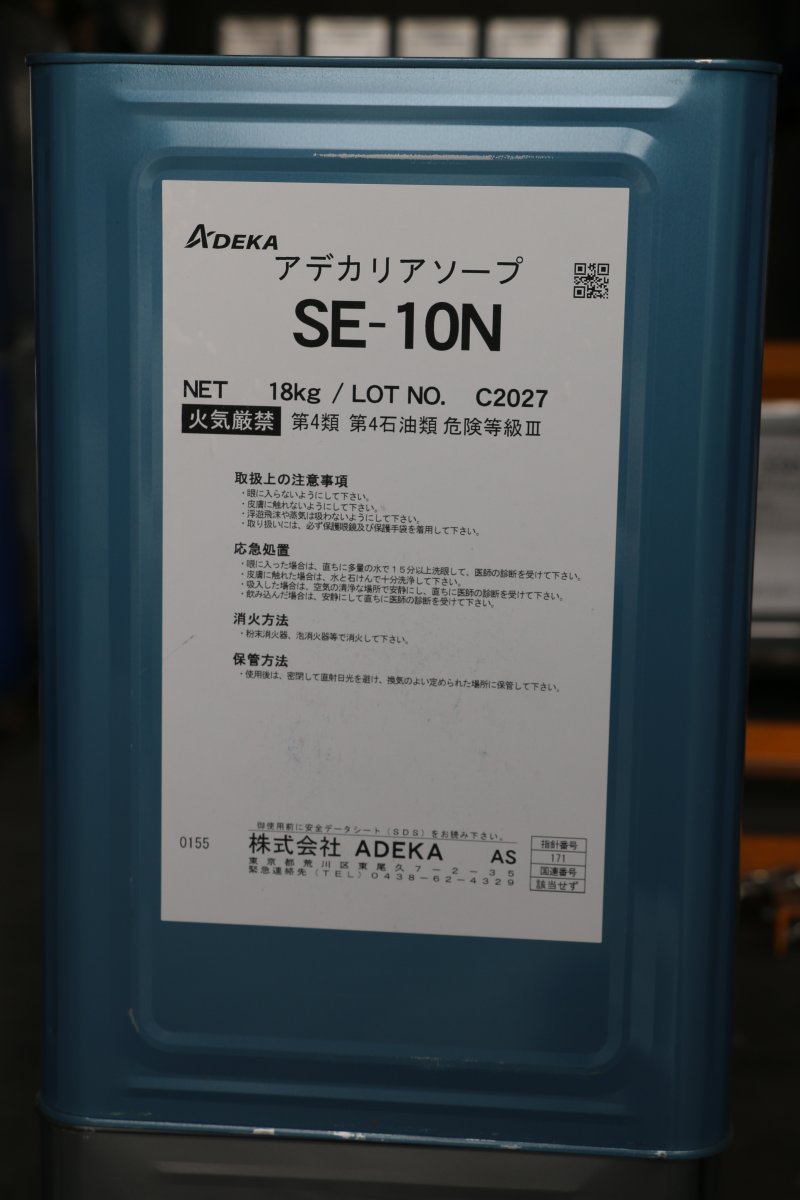 ADEKA
アデカリアソープ
SE-10N
NET 18kg / LOT NO. C2027
火気厳禁 第4類 第4石油類 危険等級Ⅲ
取扱上の注意事項
・眼に入らないようにして下さい。
・皮膚に触れないようにして下さい。
・浮遊飛沫や蒸気は吸わないようにして下さい。
・取り扱いには、必ず保護眼鏡及び保護手袋を着用して下さい。
応急処置
・眼に入った場合は、直ちに多量の水で15分以上洗眼して、医師の診断を受けて下さい。
・皮膚に触れた場合は、水と石けんで十分洗浄して下さい。
・吸入した場合は、空気の清浄な場所で安静にし、直ちに医師の診断を受けて下さい。
・飲み込んだ場合は、安静にして直ちに医師の診断を受けて下さい。
消火方法
・粉末消火器、泡消火器等で消火して下さい。
保管方法
・使用後は、密閉して直射日光を避け、換気のよい定められた場所に保管して下さい。
御使用前に安全データシート(SDS)をお読み下さい。
0155 株式会社 ADEKA AS
東京都荒川区東尾久7-2-35
緊急連絡先(TEL)0438-62-4329
指針番号
171
国連番号
該当せず